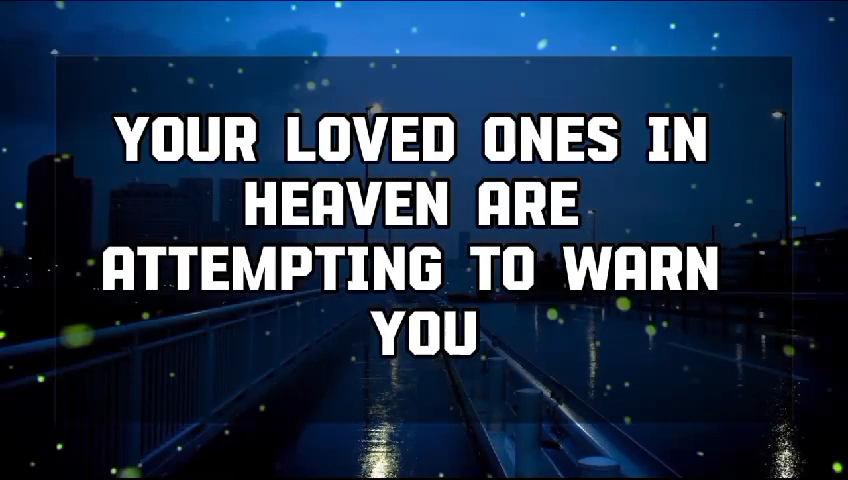 YOUR LOVED ONES IN
HEAVEN ARE
ATTEMPTING TO WARN
YOU